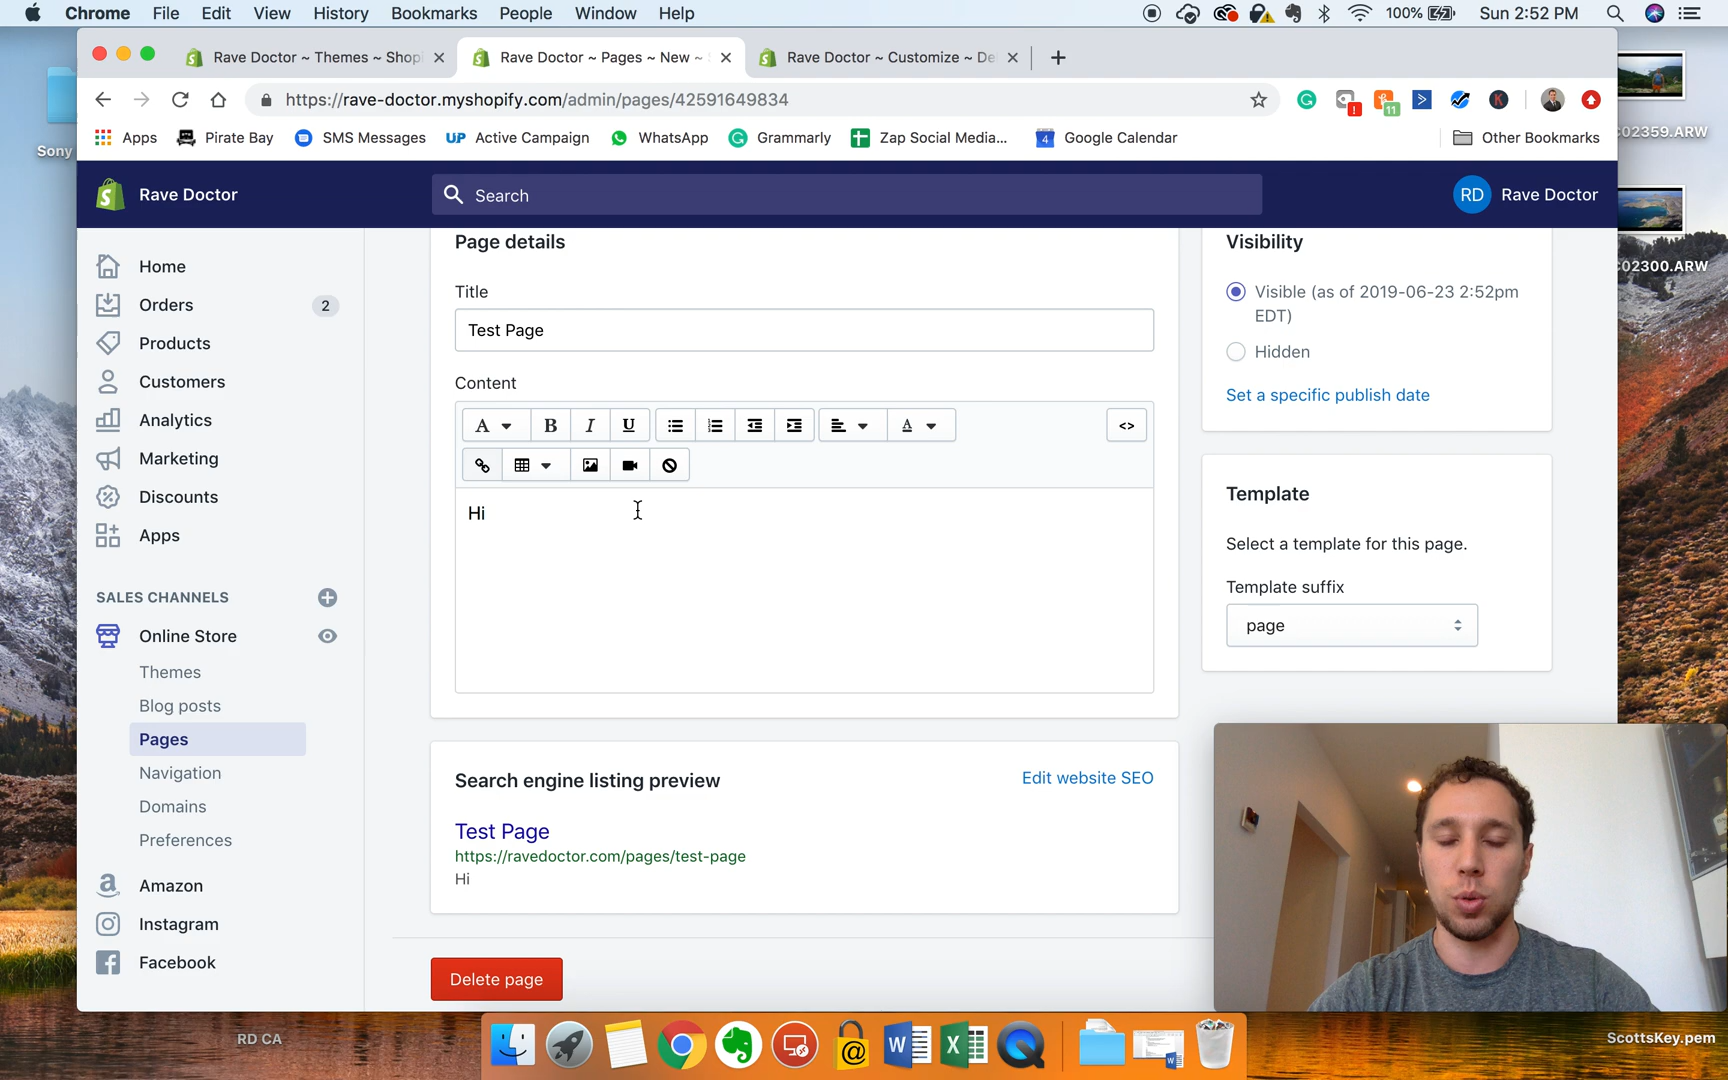 Chrome File Edit View History Bookmarks People Window Help 100% Sun 2:52 PM
Rave Doctor ~ Themes ~ Shop
Rave Doctor ~ Pages ~ New ~
Rave Doctor ~ Customize ~ De
https://rave-doctor.myshopify.com/admin/pages/42591649834
11
Apps Pirate Bay SMS Messages UP Active Campaign WhatsApp Grammarly Zap Social Media... 4 Google Calendar Other Bookmarks
C02359.ARW
Sony
Rave Doctor
Search
RD Rave Doctor
C02300.ARW
Home
Orders 2
Products
Customers
Analytics
Marketing
Discounts
Apps
SALES CHANNELS
Online Store
Themes
Blog posts
Pages
Navigation
Domains
Preferences
Amazon
Instagram
Facebook
Page details
Title
Test Page
Content
A B I U A <>
Hi
Search engine listing preview
Edit website SEO
Test Page
https://ravedoctor.com/pages/test-page
Hi
Delete page
Visibility
Visible (as of 2019-06-23 2:52pm
EDT)
Hidden
Set a specific publish date
Template
Select a template for this page.
Template suffix
page
RD CA
ScottsKey.pem